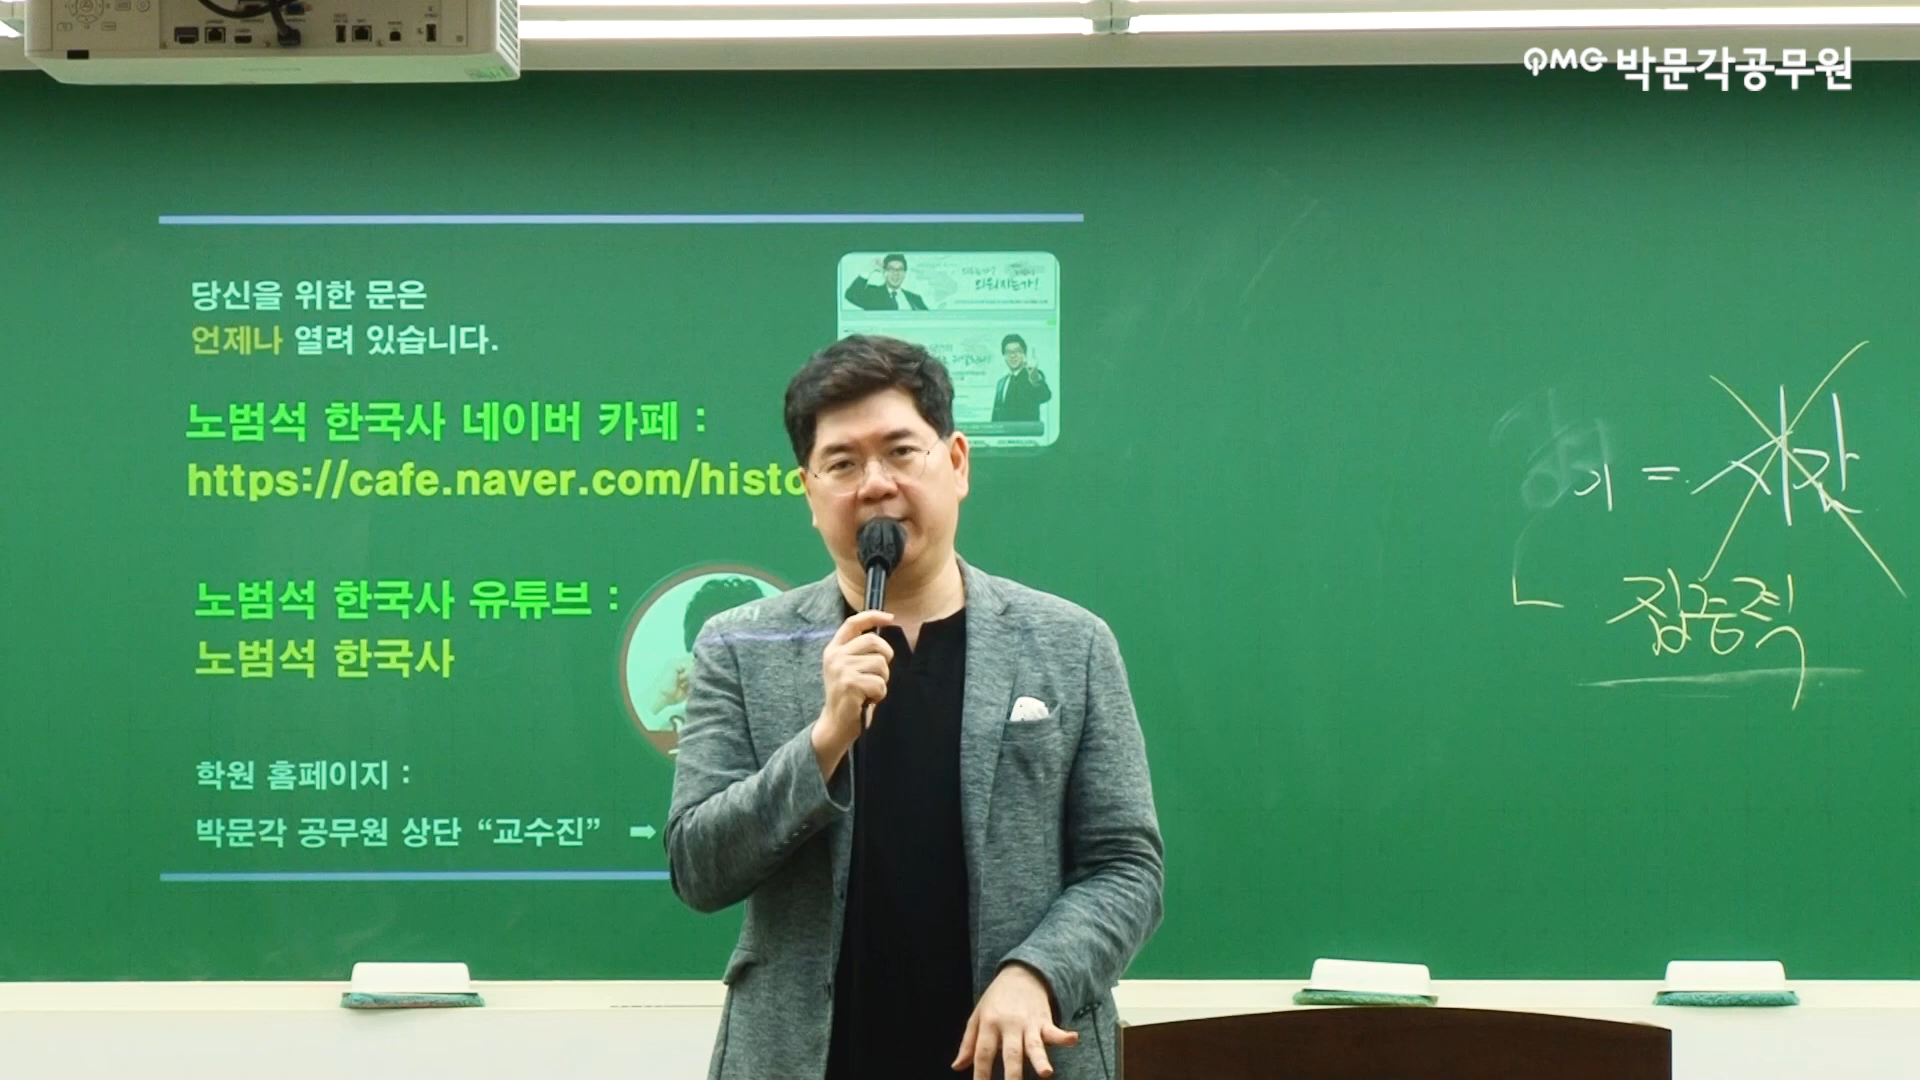 PMG 박문각공무원
당신을 위한 문은
언제나 열려 있습니다.
노범석 한국사 네이버 카페 :
https://cafe.naver.com/histo
노범석 한국사 유튜브 :
노범석 한국사
학원 홈페이지 :
박문각 공무원 상단 “교수진” ➡
집중적